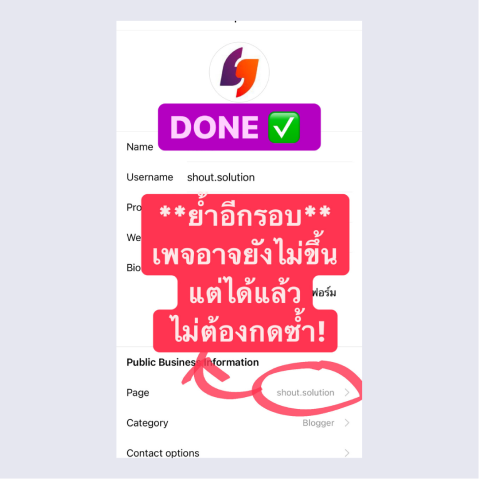 DONE ✅
Name
Username shout.solution
Pro
**ย้ำอีกรอบ**
We
เพจอาจยังไม่ขึ้น
Bio
แต่ได้แล้ว
ฟอร์ม
ไม่ต้องกดซ้ำ!
Public Business Information
Page shout.solution
Category Blogger
Contact options